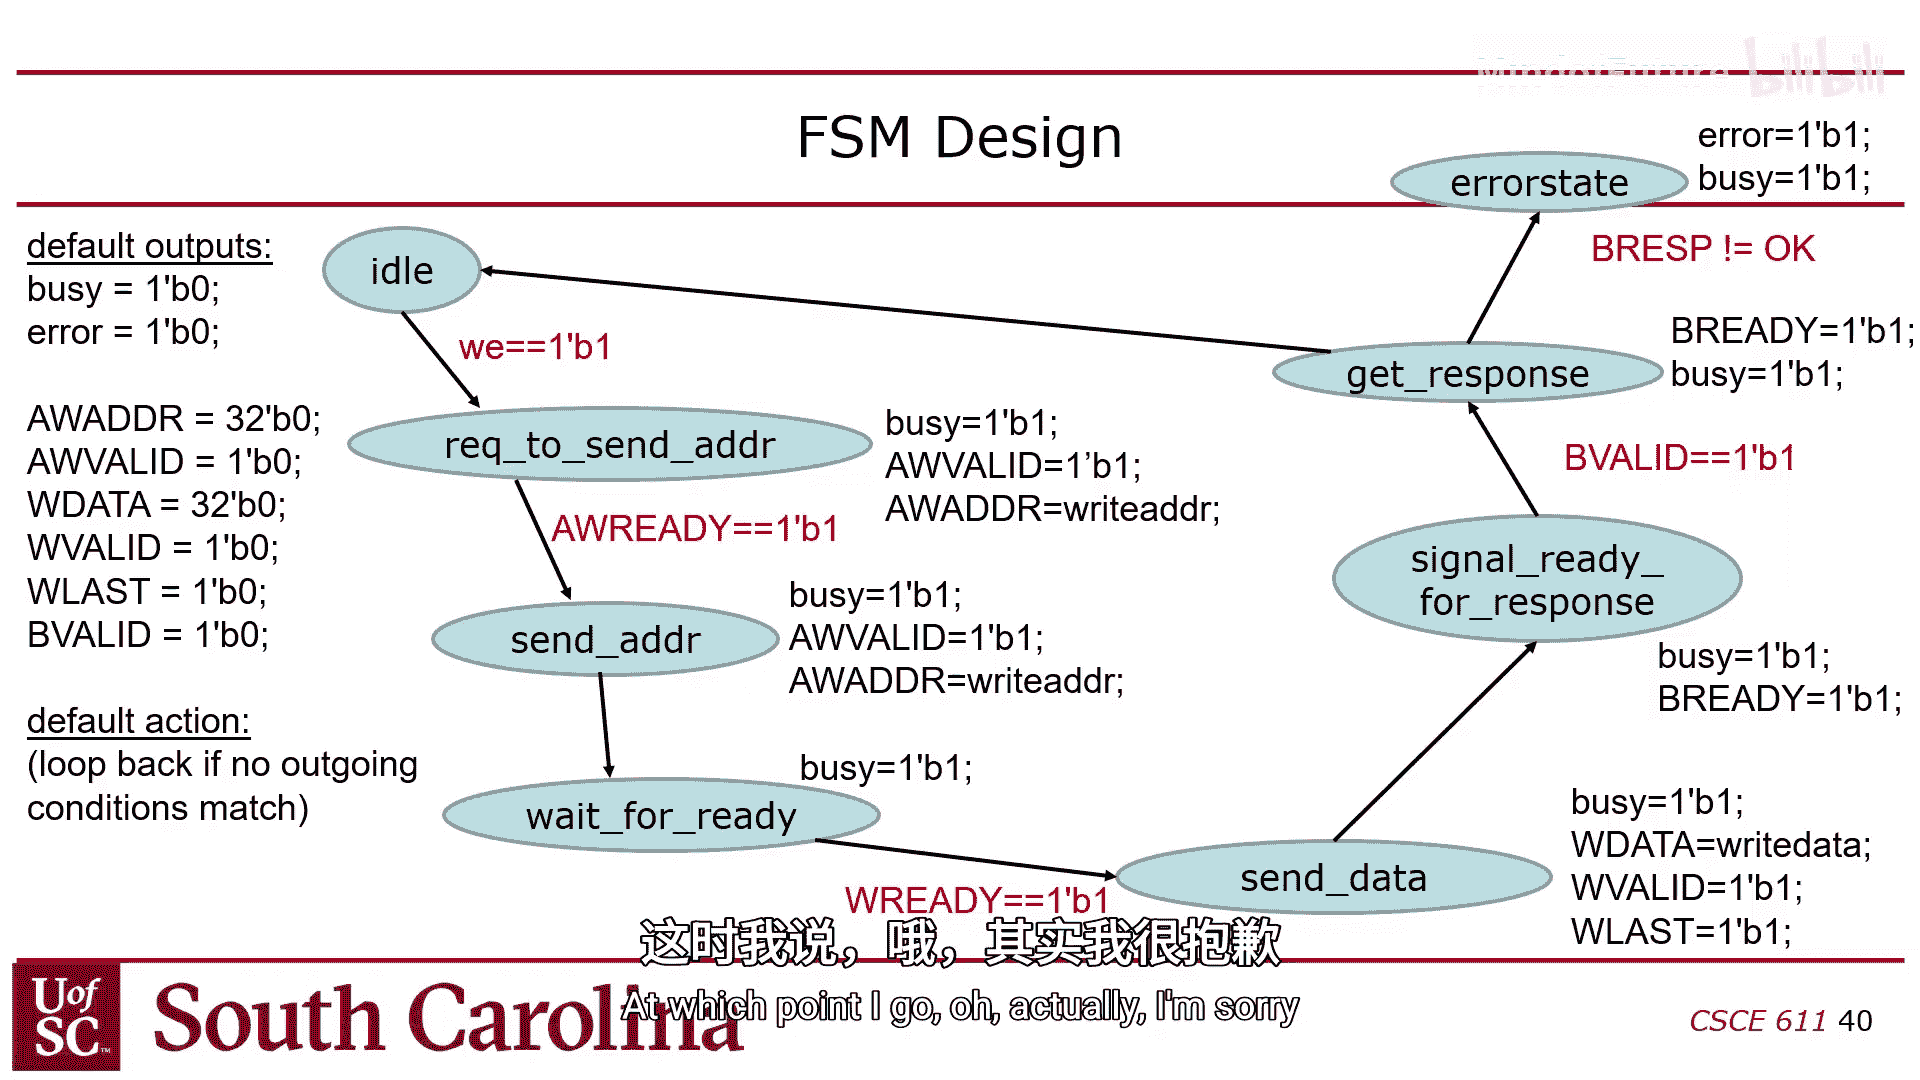 FSM Design
error=1'b1;
busy=1'b1;
errorstate
BRESP != OK
default outputs:
busy = 1'b0;
error = 1'b0;
AWADDR = 32'b0;
AWVALID = 1'b0;
WDATA = 32'b0;
WVALID = 1'b0;
WLAST = 1'b0;
BVALID = 1'b0;
default action:
(loop back if no outgoing
conditions match)
idle
we==1'b1
req_to_send_addr
busy=1'b1;
AWVALID=1’b1;
AWADDR=writeaddr;
AWREADY==1'b1
send_addr
busy=1'b1;
AWVALID=1'b1;
AWADDR=writeaddr;
wait_for_ready
busy=1'b1;
WREADY==1'b1
send_data
busy=1'b1;
WDATA=writedata;
WVALID=1'b1;
WLAST=1'b1;
signal_ready_
for_response
busy=1'b1;
BREADY=1'b1;
BVALID==1'b1
get_response
BREADY=1'b1;
busy=1'b1;
这时我说，哦，其实我很抱歉
At which point I go, oh, actually, I'm sorry
UofSC
South Carolina
CSCE 611 40